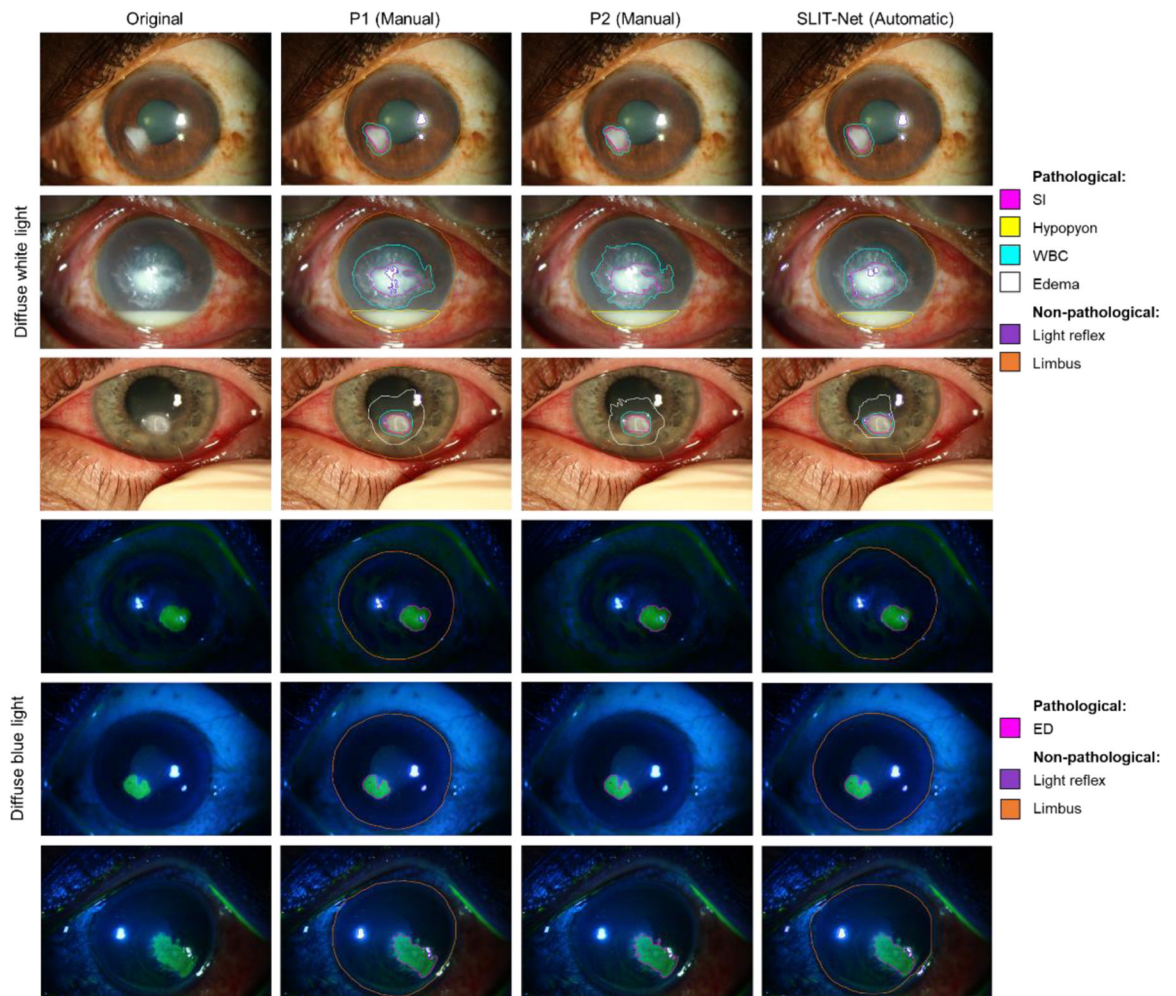 Original
P1 (Manual)
P2 (Manual)
SLIT-Net (Automatic)
Diffuse white light
Pathological:
SI
Hypopyon
WBC
Edema
Non-pathological:
Light reflex
Limbus
Diffuse blue light
Pathological:
ED
Non-pathological:
Light reflex
Limbus